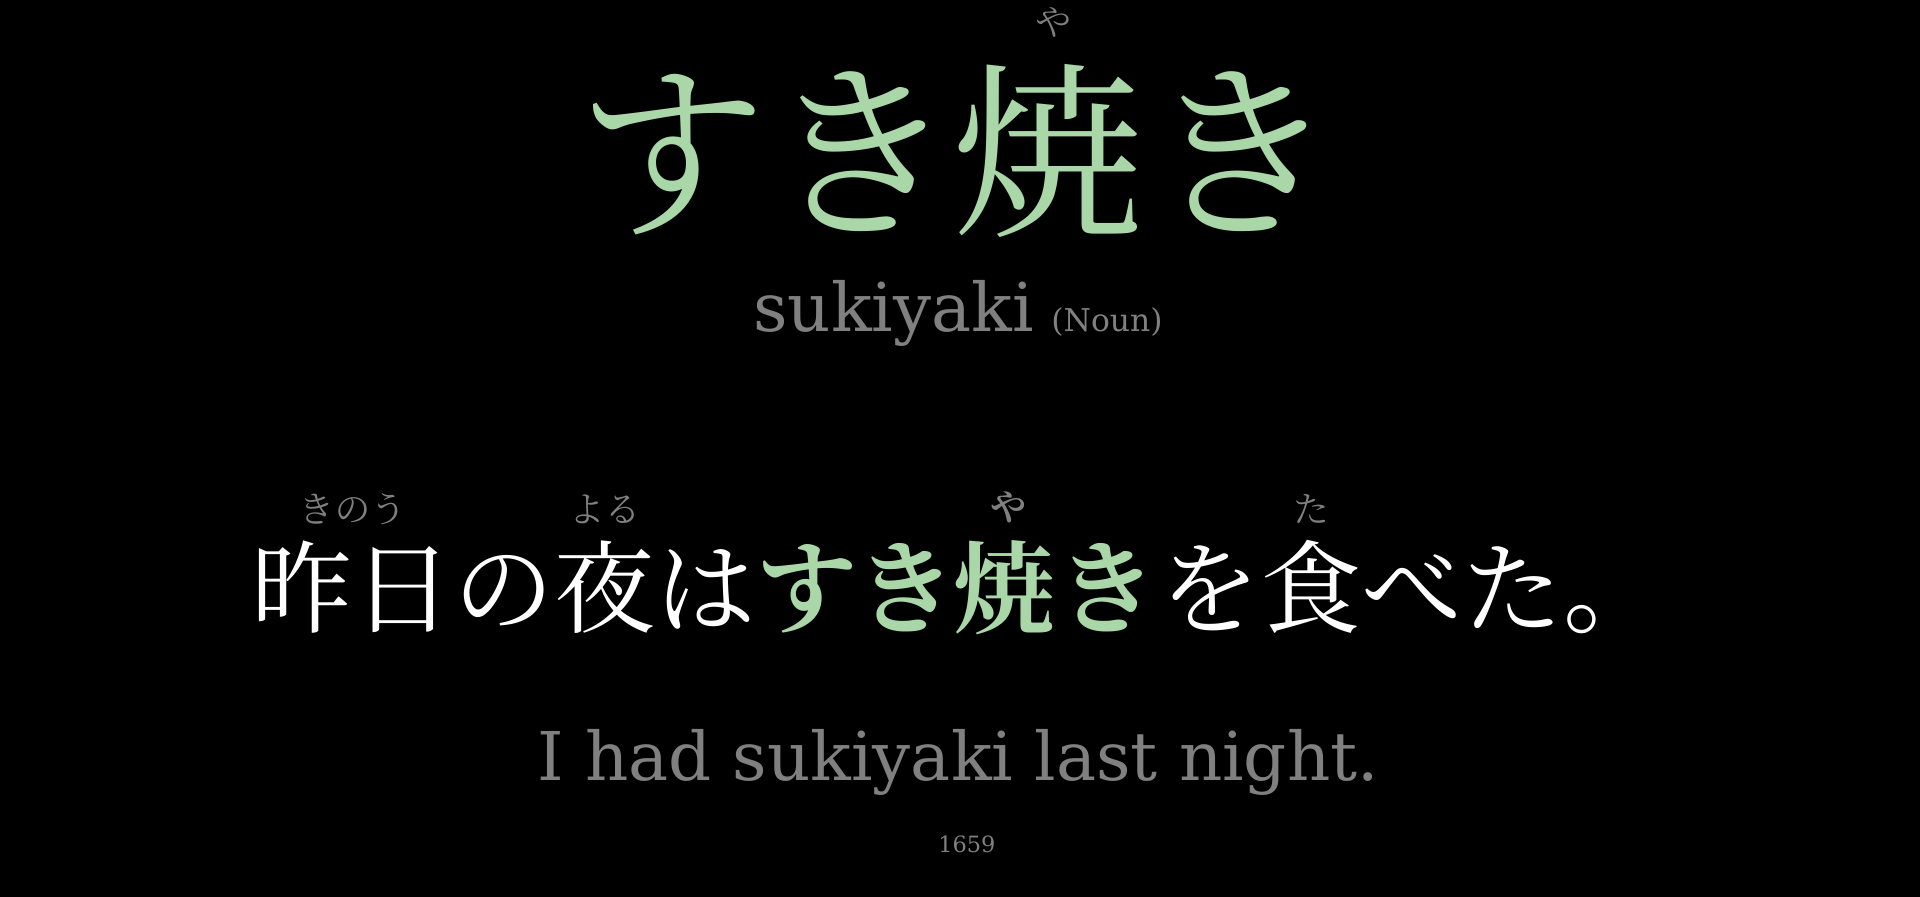 や
すき焼き
sukiyaki (Noun)
きのう よる や た
昨日の夜はすき焼きを食べた。
I had sukiyaki last night.
1659